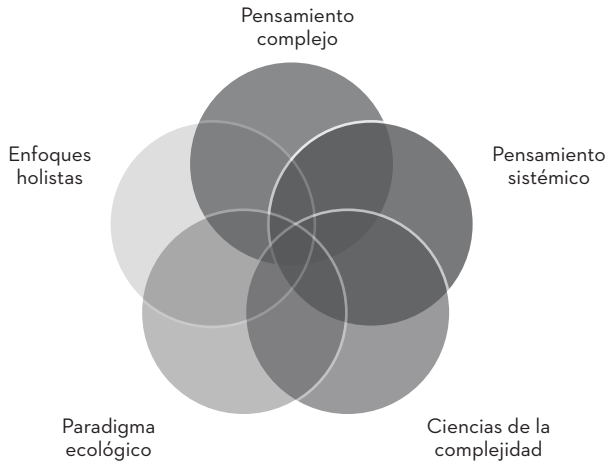 Pensamiento
complejo
Enfoques
holistas
Pensamiento
sistémico
Paradigma
ecológico
Ciencias de la
complejidad